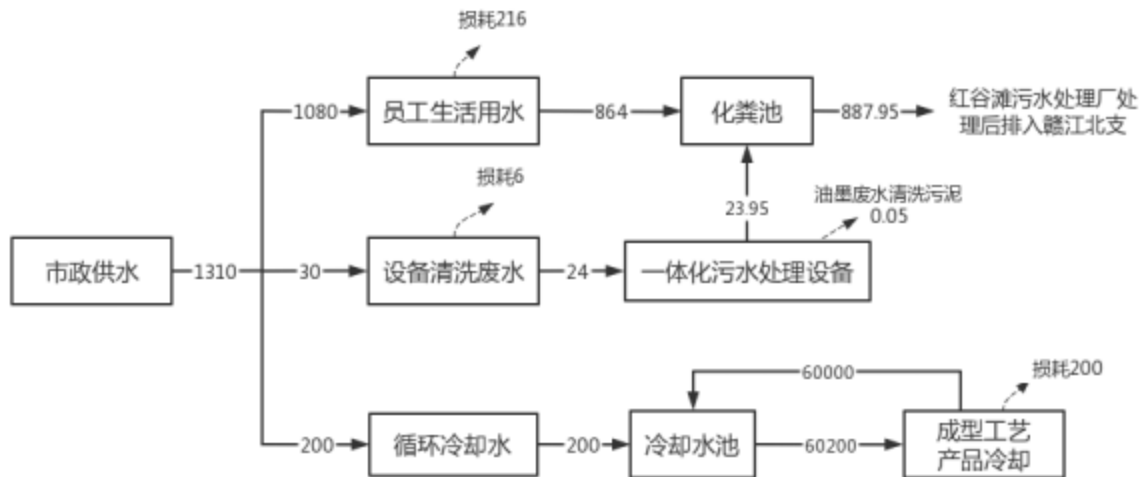 损耗216
1080
员工生活用水
864
化粪池
887.95
红谷滩污水处理厂处
理后排入赣江北支
损耗6
23.95
油墨废水清洗污泥
0.05
市政供水
1310
30
设备清洗废水
24
一体化污水处理设备
60000
损耗200
200
循环冷却水
200
冷却水池
60200
成型工艺
产品冷却